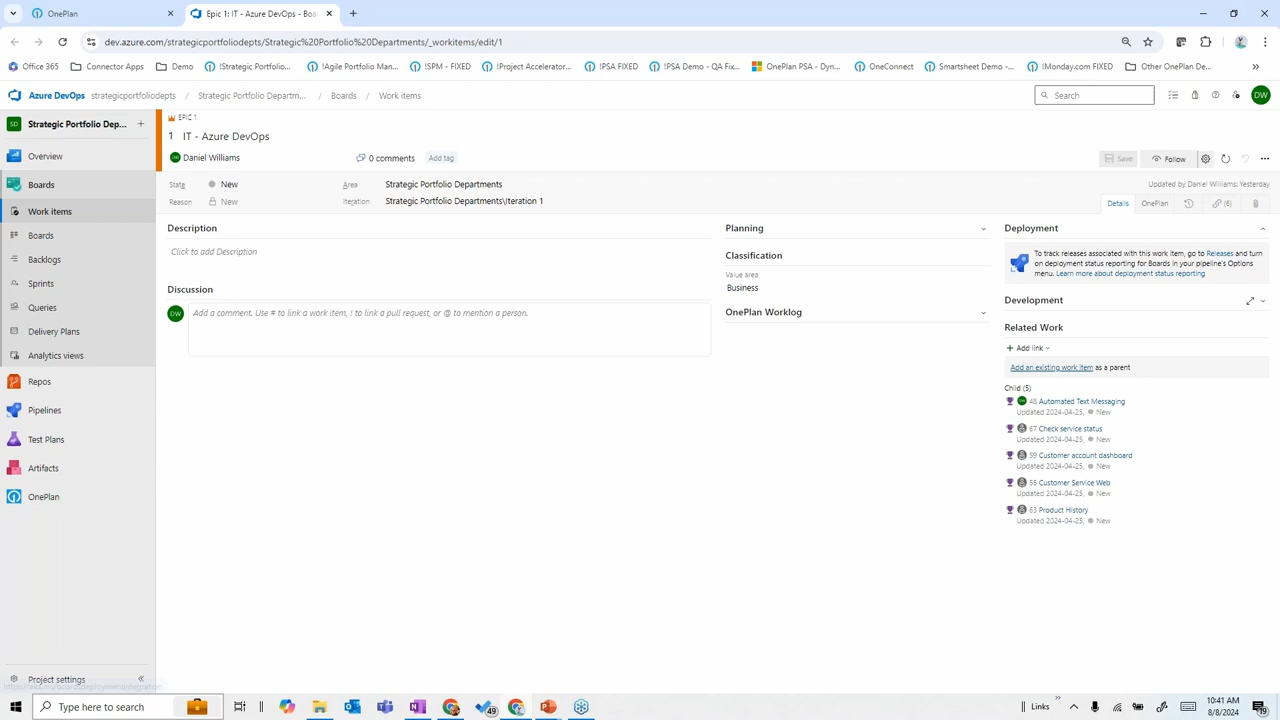 OnePlan
Epic 1: IT - Azure DevOps - Boa
dev.azure.com/strategicportfoliodepts/Strategic%20Portfolio%20Departments/_workitems/edit/1
Office 365
Connector Apps
Demo
!Strategic Portfolio...
!Agile Portfolio Man...
!SPM - FIXED
!Project Accelerator...
!PSA FIXED
!PSA Demo - QA Fix...
OnePlan PSA - Dyn...
OneConnect
Smartsheet Demo -...
!Monday.com FIXED
Other OnePlan De...
Azure DevOps
strategicportfoliodepts / Strategic Portfolio Departm... / Boards / Work items
Search
DW
SD Strategic Portfolio Dep...
Overview
Boards
Work items
Boards
Backlogs
Sprints
Queries
Delivery Plans
Analytics views
Repos
Pipelines
Test Plans
Artifacts
OnePlan
Project settings
EPIC 1
1 IT - Azure DevOps
Daniel Williams
0 comments
Add tag
Save
Follow
State New
Area Strategic Portfolio Departments
Updated by Daniel Williams: Yesterday
Reason New
Iteration Strategic Portfolio Departments\Iteration 1
Details
OnePlan
(6)
Description
Click to add Description
Discussion
DW
Add a comment. Use # to link a work item, ! to link a pull request, or @ to mention a person.
Planning
Classification
Value area
Business
OnePlan Worklog
Deployment
To track releases associated with this work item, go to Releases and turn
on deployment status reporting for Boards in your pipeline's Options
menu. Learn more about deployment status reporting
Development
Related Work
Add link
Add an existing work item as a parent
Child (5)
48 Automated Text Messaging
Updated 2024-04-25, New
67 Check service status
Updated 2024-04-25, New
59 Customer account dashboard
Updated 2024-04-25, New
55 Customer Service Web
Updated 2024-04-25, New
63 Product History
Updated 2024-04-25, New
Type here to search
49
Links
10:41 AM
8/8/2024
19